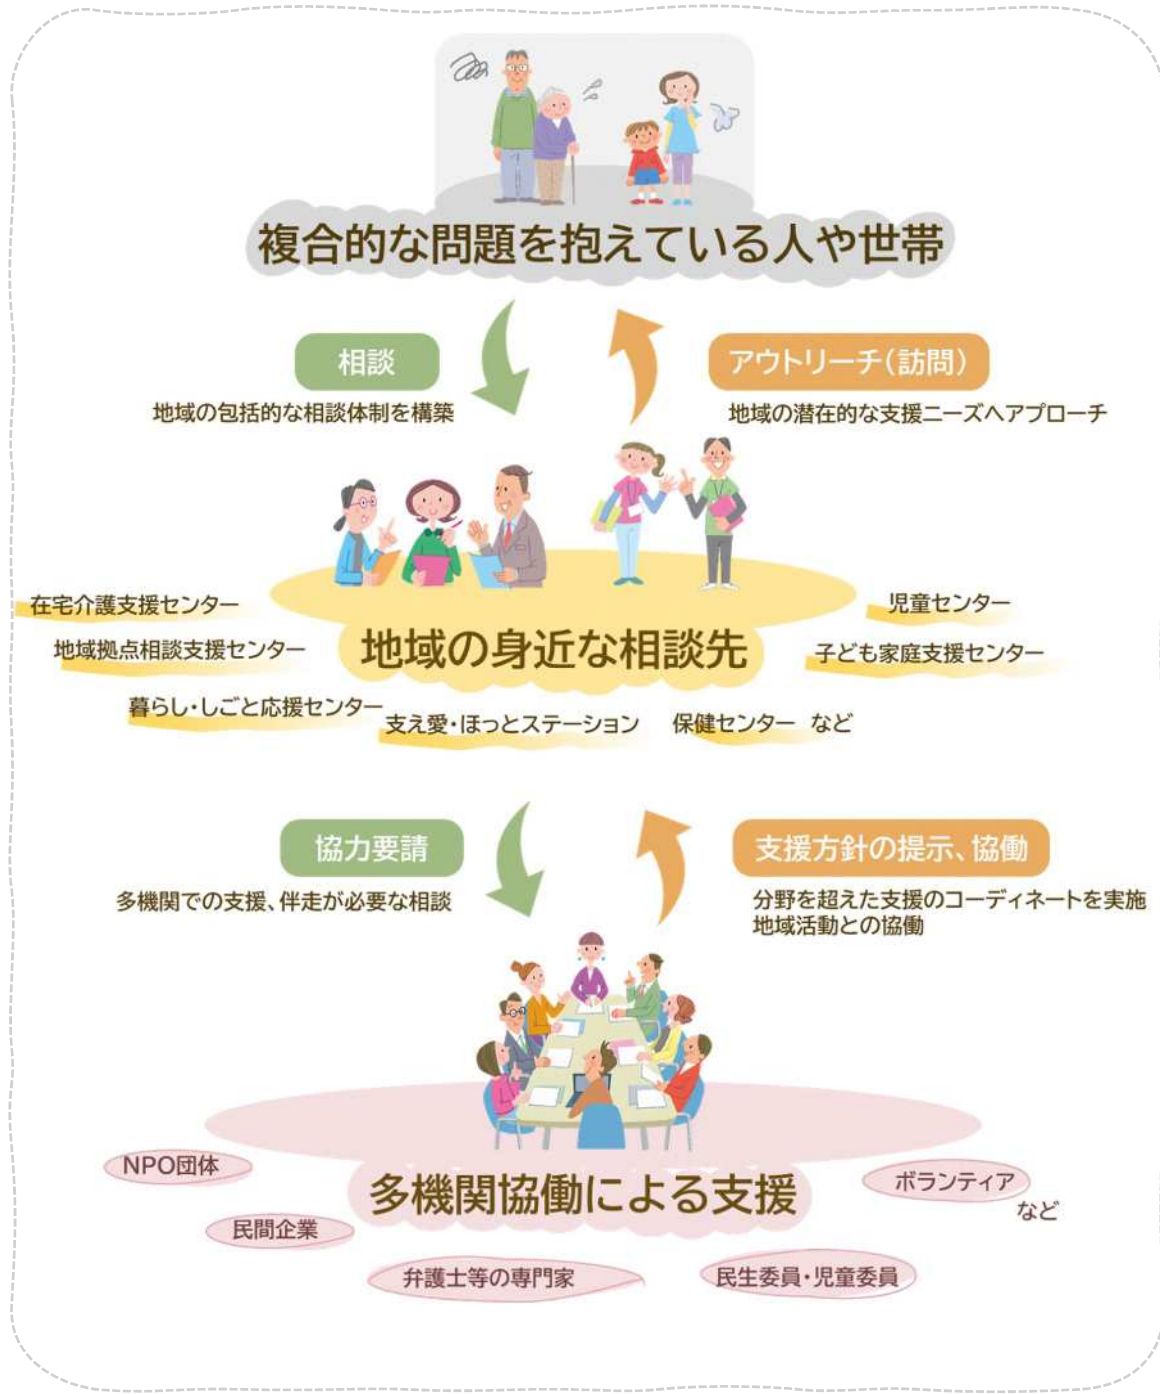 複合的な問題を抱えている人や世帯
相談
地域の包括的な相談体制を構築
アウトリーチ(訪問)
地域の潜在的な支援ニーズへアプローチ
地域の身近な相談先
在宅介護支援センター
地域拠点相談支援センター
暮らし・しごと応援センター
支え愛・ほっとステーション
保健センター など
子ども家庭支援センター
児童センター
協力要請
多機関での支援、伴走が必要な相談
支援方針の提示、協働
分野を超えた支援のコーディネートを実施
地域活動との協働
多機関協働による支援
NPO団体
民間企業
弁護士等の専門家
民生委員・児童委員
ボランティア
など